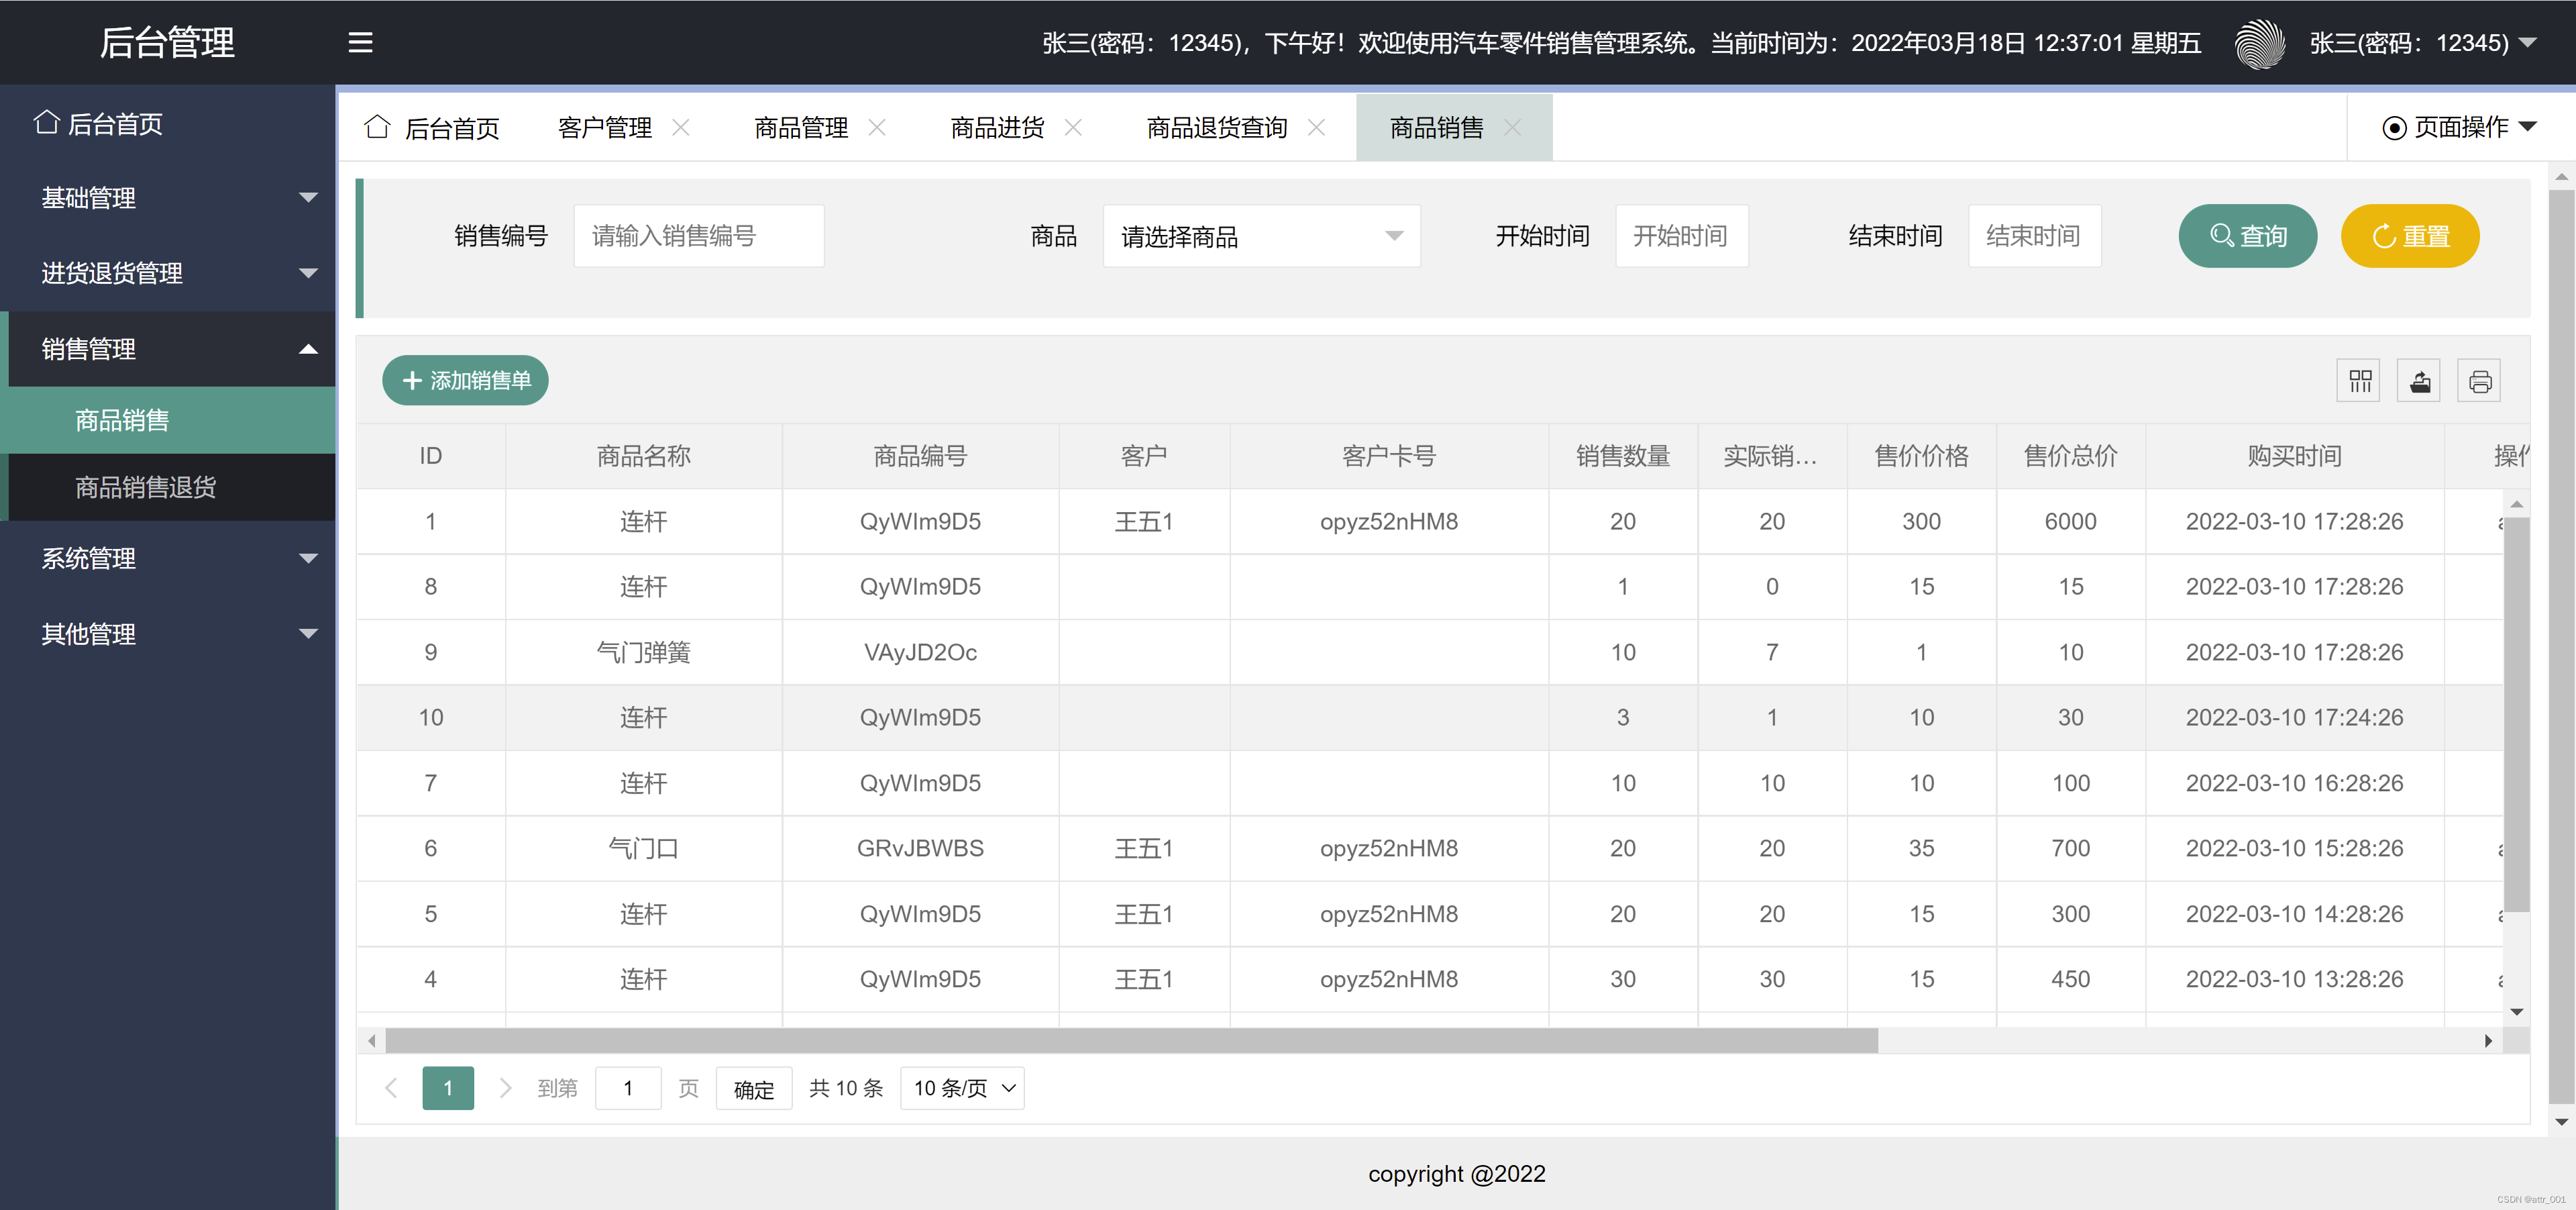 后台管理
张三(密码：12345)，下午好！欢迎使用汽车零件销售管理系统。当前时间为：2022年03月18日 12:37:01 星期五 张三(密码：12345)
后台首页
基础管理
进货退货管理
销售管理
商品销售
商品销售退货
系统管理
其他管理
后台首页 客户管理 商品管理 商品进货 商品退货查询 商品销售 页面操作
销售编号 请输入销售编号 商品 请选择商品 开始时间 开始时间 结束时间 结束时间 查询 重置
添加销售单
ID 商品名称 商品编号 客户 客户卡号 销售数量 实际销... 售价价格 售价总价 购买时间 操作
1 连杆 QyWIm9D5 王五1 opyz52nHM8 20 20 300 6000 2022-03-10 17:28:26
8 连杆 QyWIm9D5 1 0 15 15 2022-03-10 17:28:26
9 气门弹簧 VAyJD2Oc 10 7 1 10 2022-03-10 17:28:26
10 连杆 QyWIm9D5 3 1 10 30 2022-03-10 17:24:26
7 连杆 QyWIm9D5 10 10 10 100 2022-03-10 16:28:26
6 气门口 GRvJBWBS 王五1 opyz52nHM8 20 20 35 700 2022-03-10 15:28:26
5 连杆 QyWIm9D5 王五1 opyz52nHM8 20 20 15 300 2022-03-10 14:28:26
4 连杆 QyWIm9D5 王五1 opyz52nHM8 30 30 15 450 2022-03-10 13:28:26
1 到第 1 页 确定 共 10 条 10 条/页
copyright @2022
CSDN @attr_001